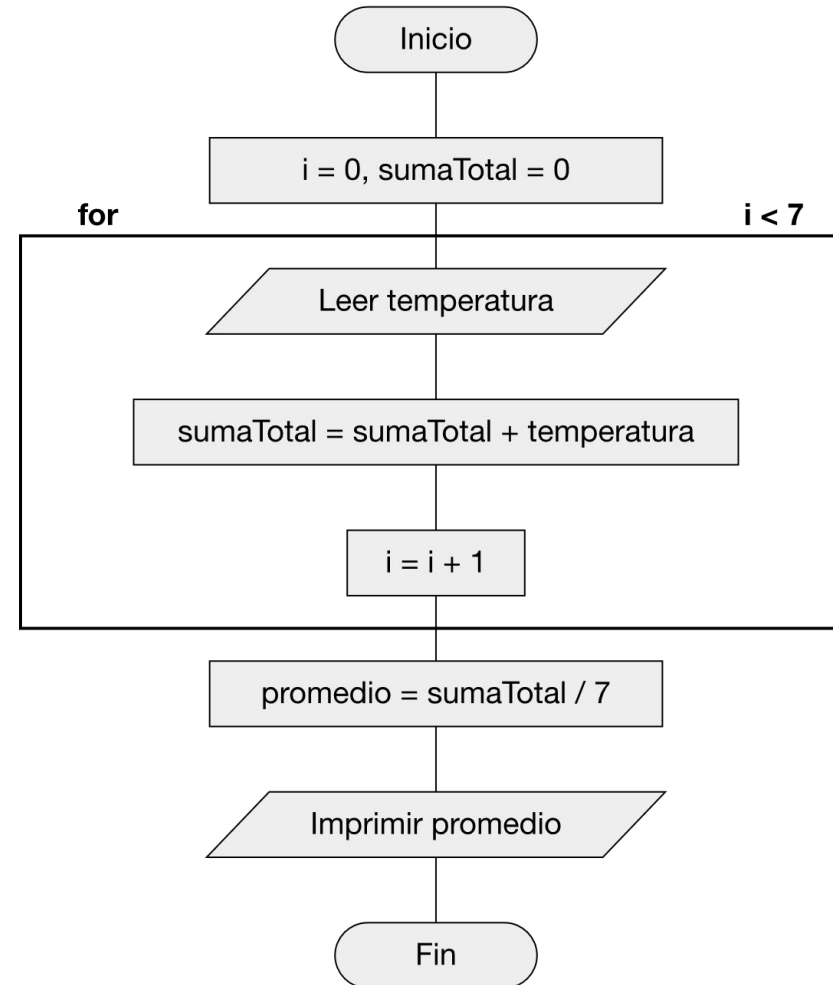 Inicio
i = 0, sumaTotal = 0
for
i < 7
Leer temperatura
sumaTotal = sumaTotal + temperatura
i = i + 1
promedio = sumaTotal / 7
Imprimir promedio
Fin